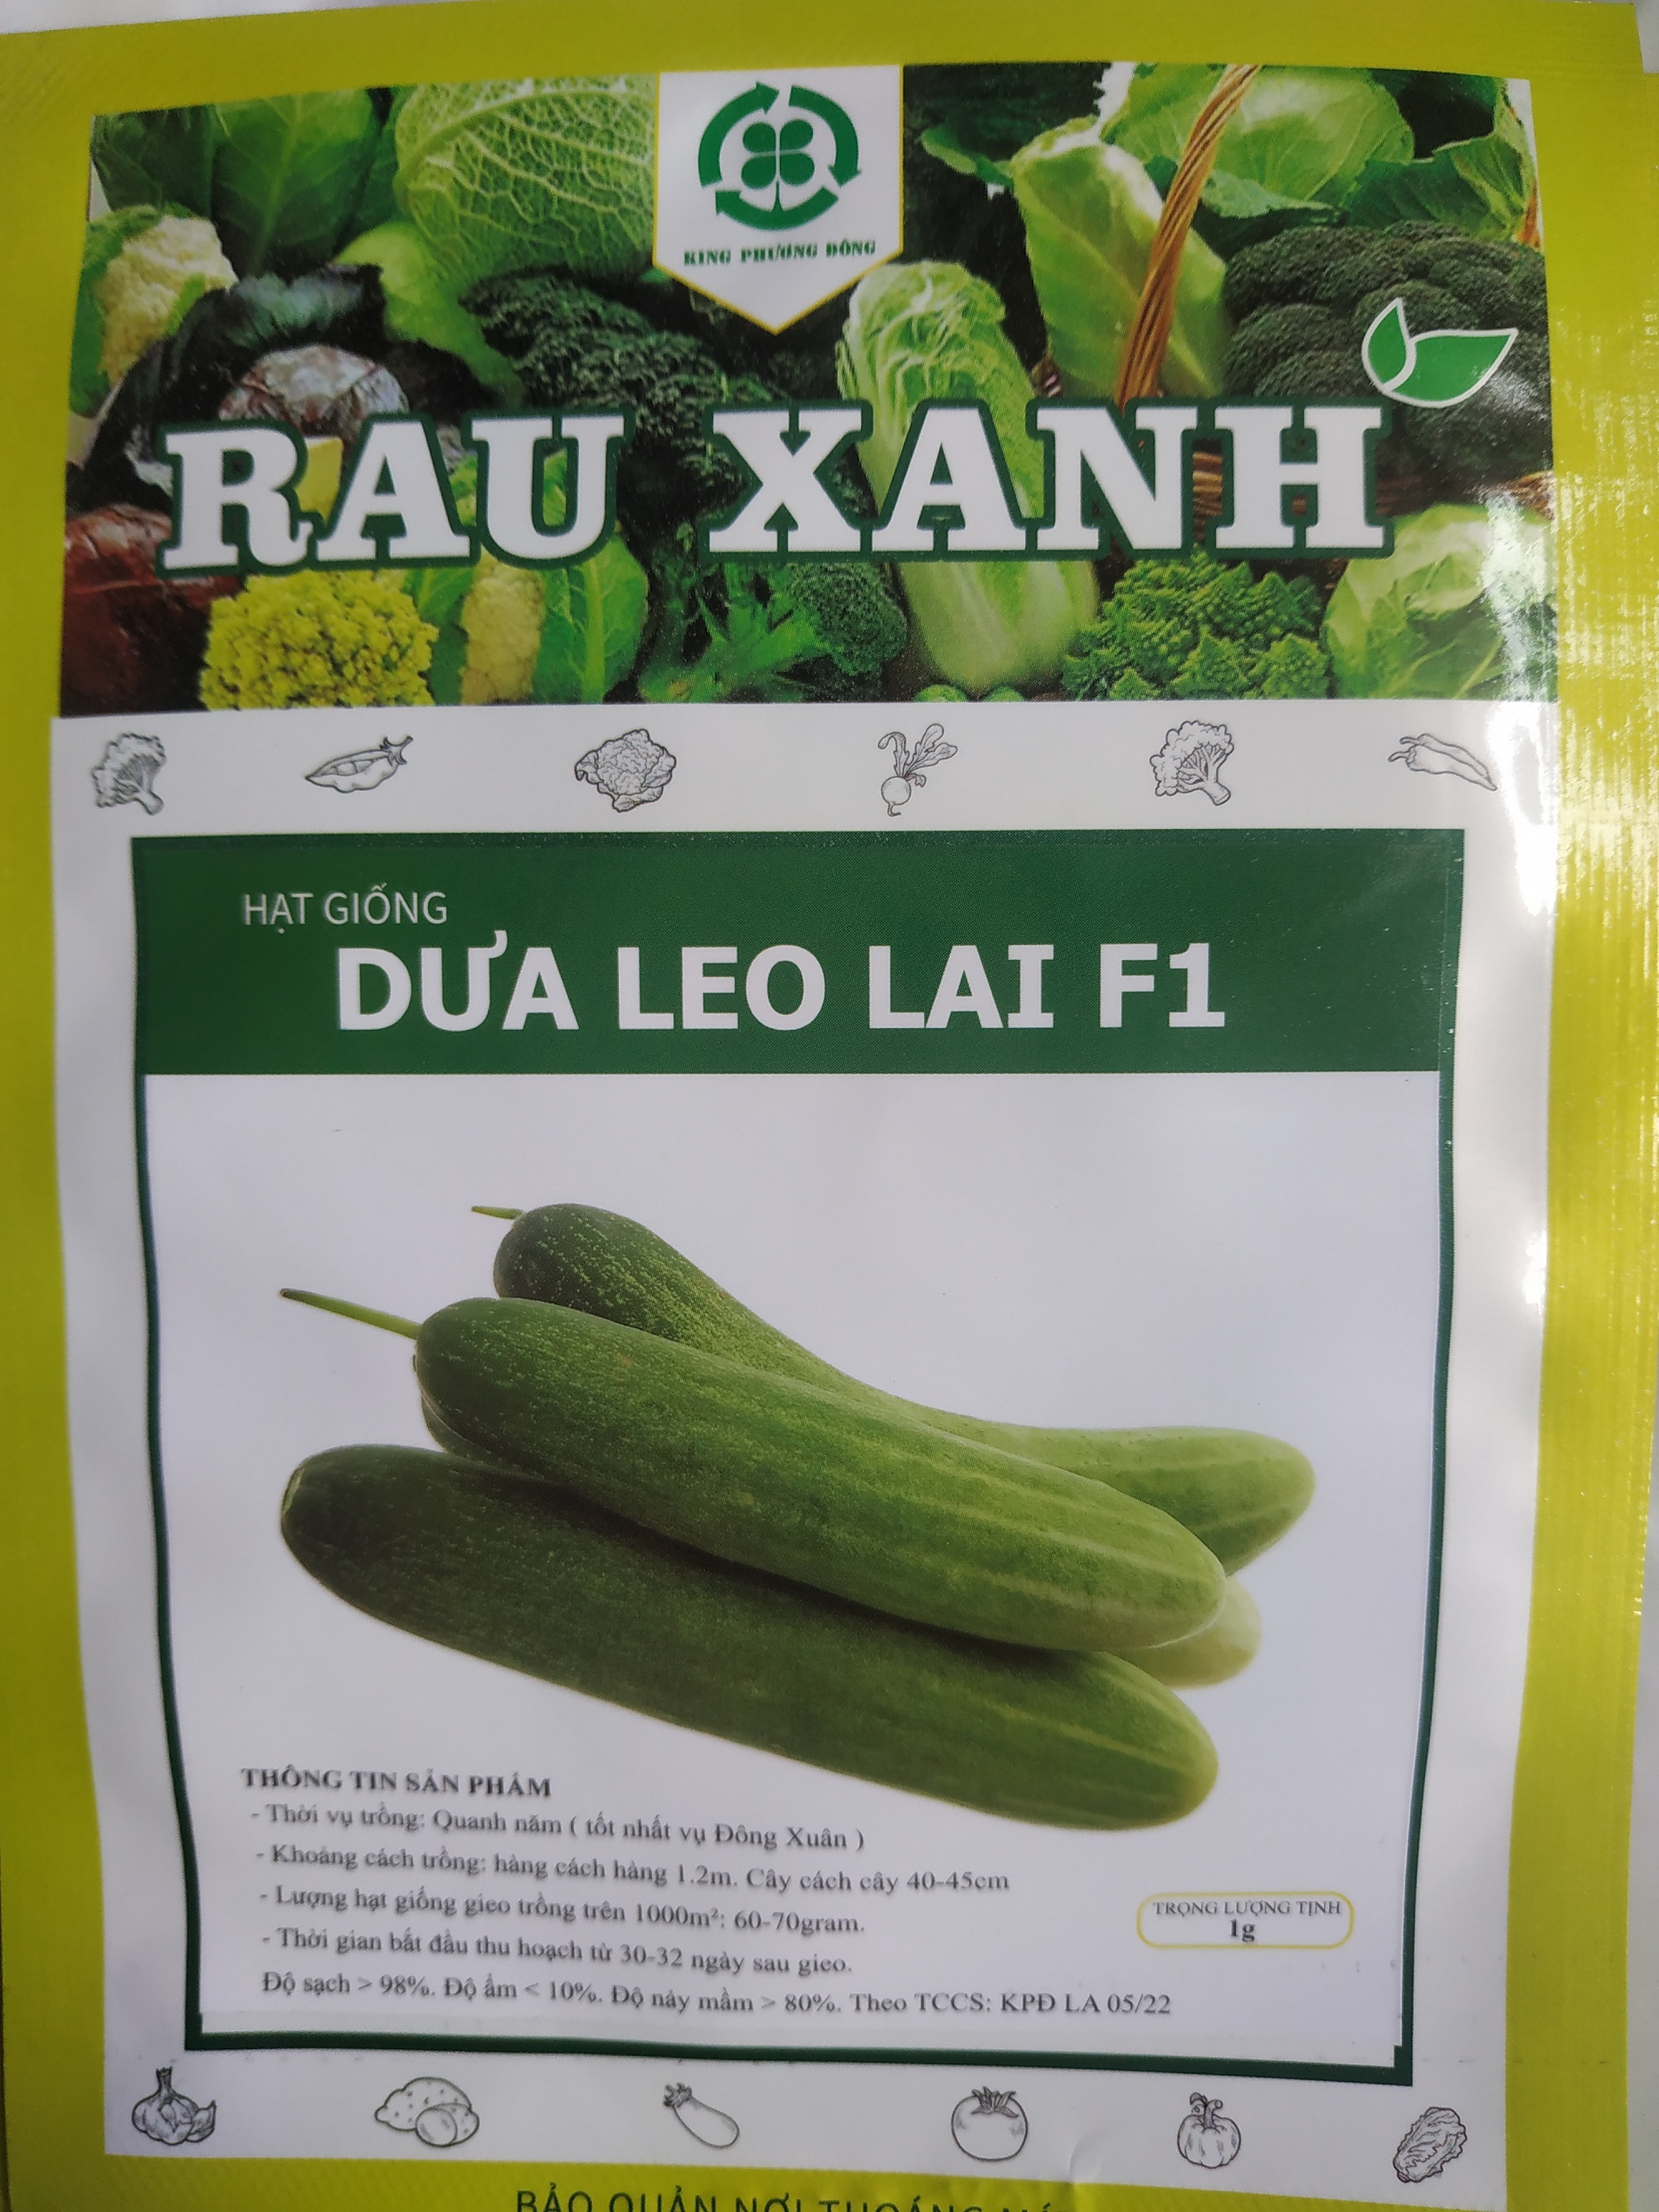 KING PHƯƠNG ĐÔNG
RAU XANH
HẠT GIỐNG
DƯA LEO LAI F1
THÔNG TIN SẢN PHẨM
- Thời vụ trồng: Quanh năm ( tốt nhất vụ Đông Xuân )
- Khoảng cách trồng: hàng cách hàng 1.2m. Cây cách cây 40-45cm
- Lượng hạt giống gieo trồng trên 1000m²: 60-70gram.
- Thời gian bắt đầu thu hoạch từ 30-32 ngày sau gieo.
Độ sạch > 98%. Độ ẩm < 10%. Độ nảy mầm > 80%. Theo TCCS: KPĐ LA 05/22
TRỌNG LƯỢNG TỊNH
1g
BẢO QUẢN NƠI THOÁNG